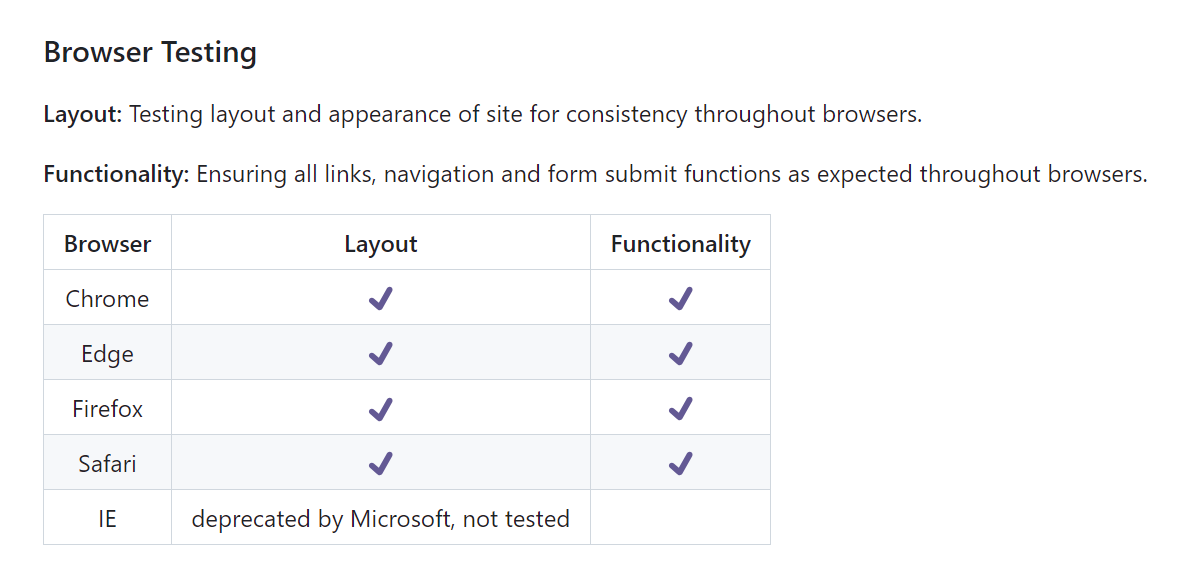 Browser Testing
Layout: Testing layout and appearance of site for consistency throughout browsers.
Functionality: Ensuring all links, navigation and form submit functions as expected throughout browsers.
Browser Layout Functionality
Chrome ✔ ✔
Edge ✔ ✔
Firefox ✔ ✔
Safari ✔ ✔
IE deprecated by Microsoft, not tested